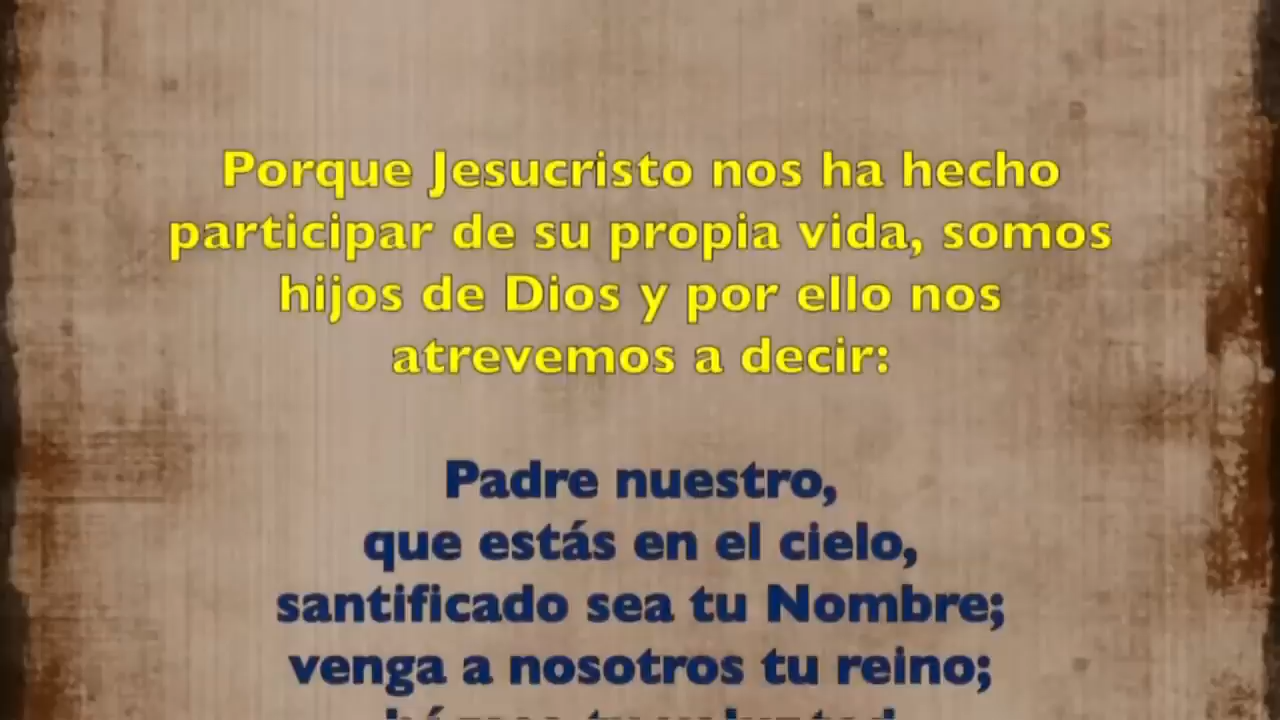 Porque Jesucristo nos ha hecho
participar de su propia vida, somos
hijos de Dios y por ello nos
atrevemos a decir:
Padre nuestro,
que estás en el cielo,
santificado sea tu Nombre;
venga a nosotros tu reino;